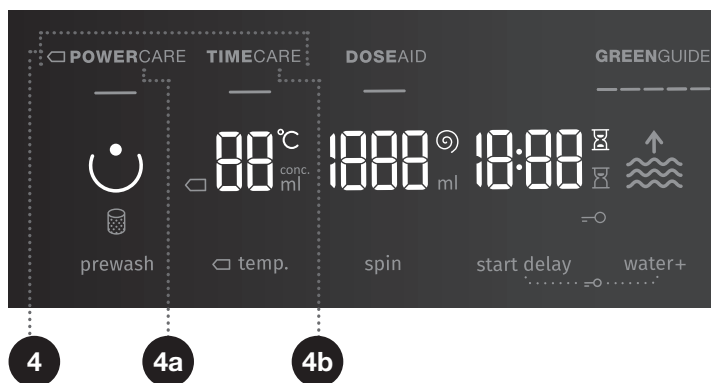 POWERCARE TIMECARE DOSEAID GREENGUIDE
88 °C 1888 18:88
conc.
ml ml
prewash temp. spin start delay water+
4 4a 4b